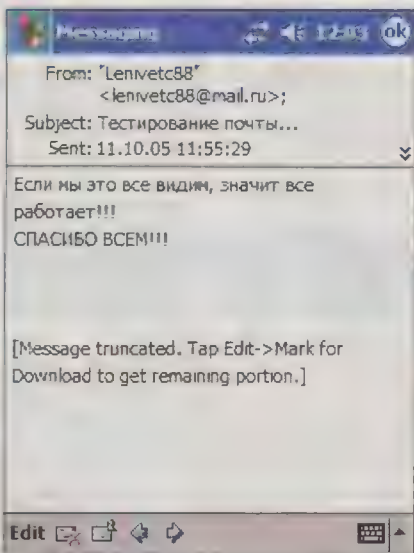 Messaging 12:03 ok
From: "Lenivetc88"
<lenivetc88@mail.ru>;
Subject: Тестирование почты...
Sent: 11.10.05 11:55:29
Если мы это все видим, значит все
работает!!!
СПАСИБО ВСЕМ!!!
[Message truncated. Tap Edit->Mark for
Download to get remaining portion.]
Edit